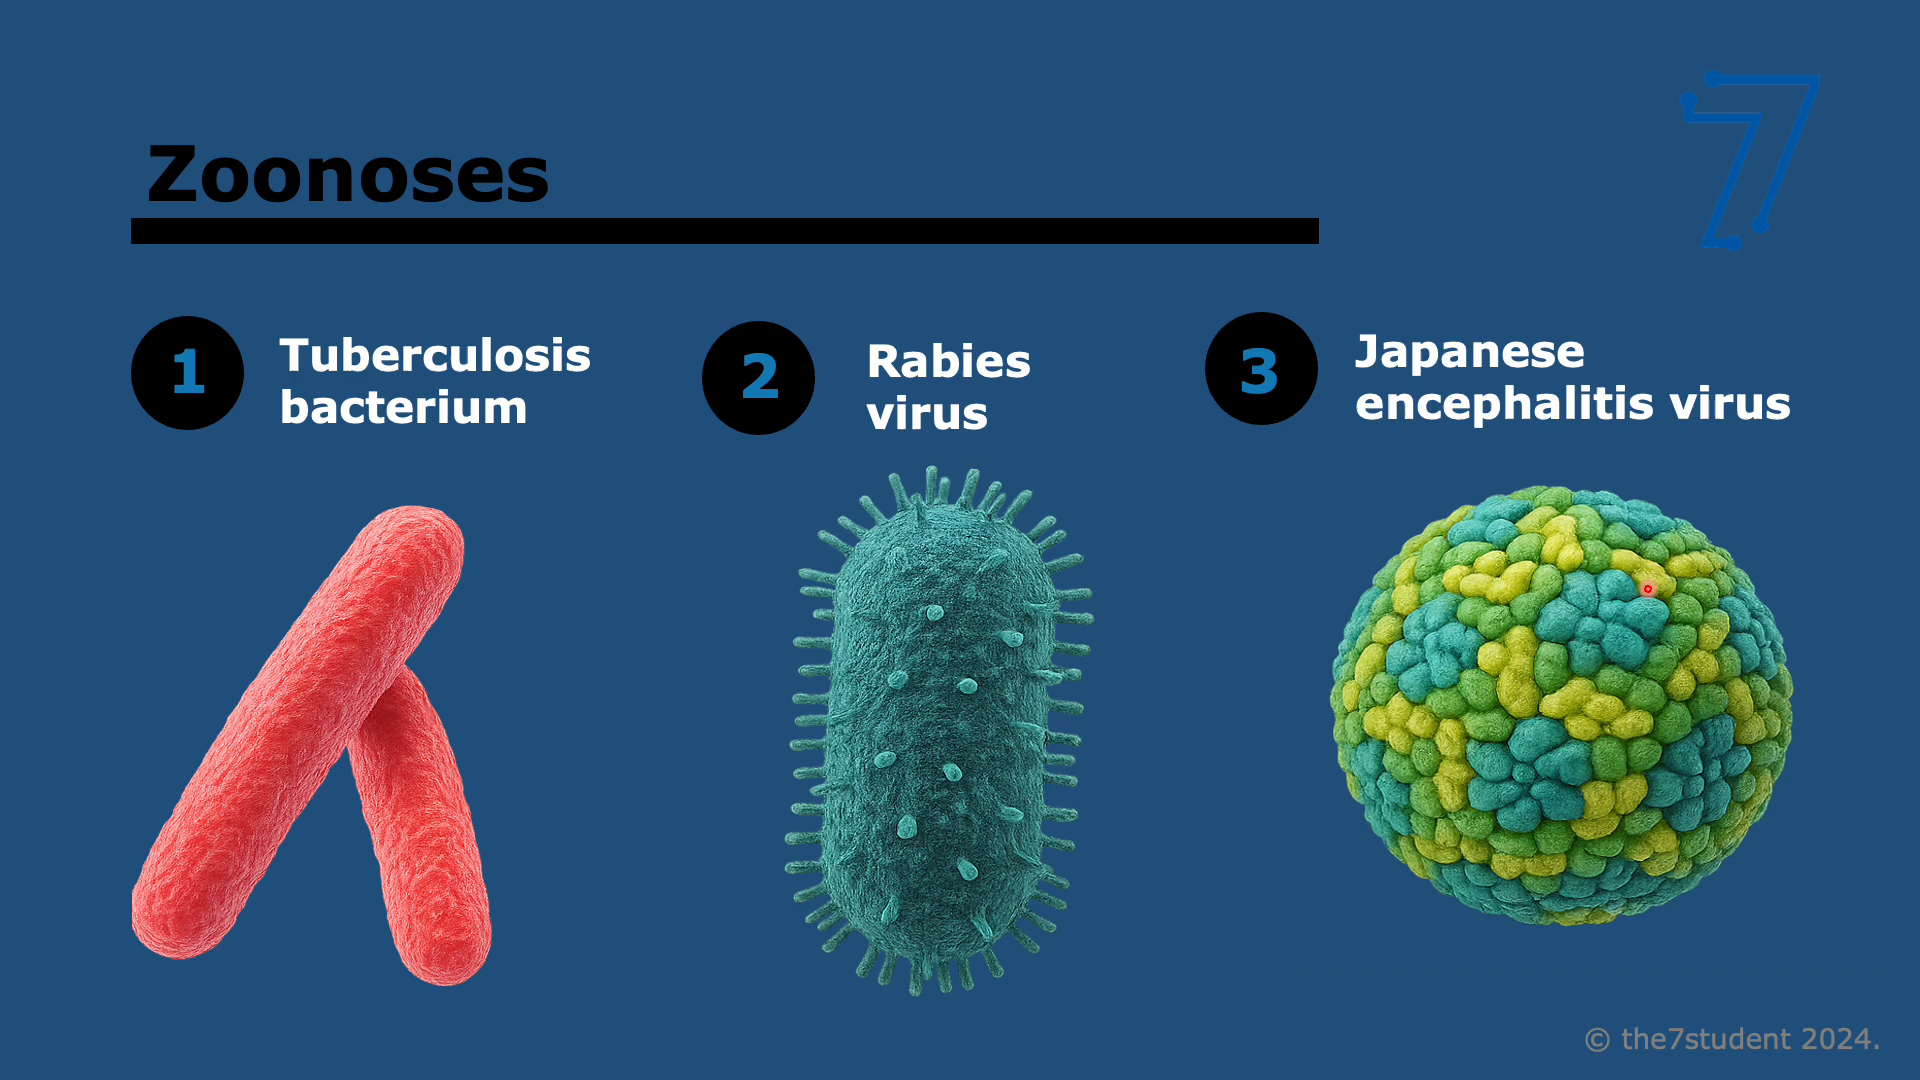 Zoonoses
1
Tuberculosis
bacterium
2
Rabies
virus
3
Japanese
encephalitis virus
© the7student 2024.